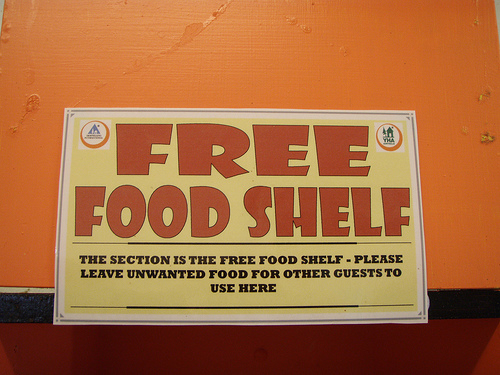 FREE
FOOD SHELF
THE SECTION IS THE FREE FOOD SHELF - PLEASE
LEAVE UNWANTED FOOD FOR OTHER GUESTS TO
USE HERE
YHA